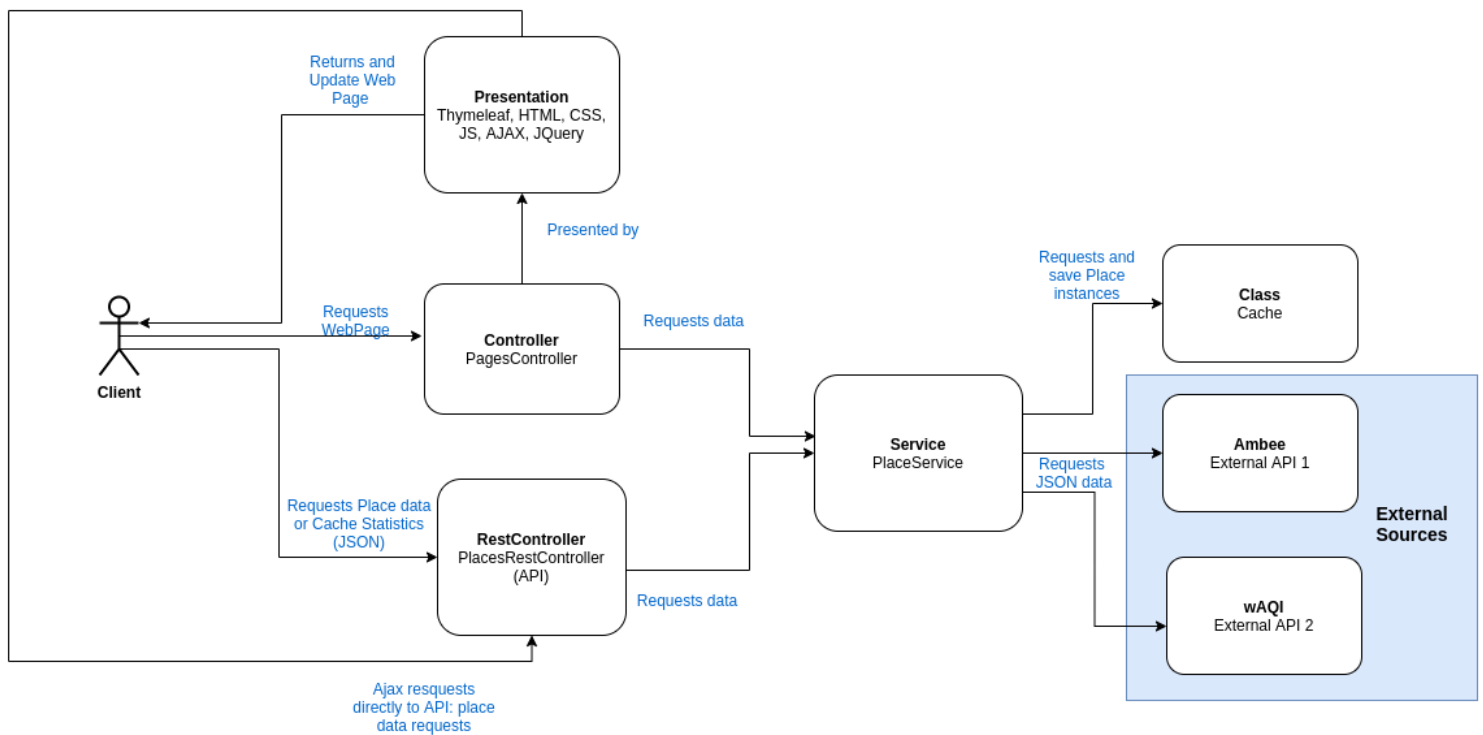 Returns and
Update Web
Page
Presentation
Thymeleaf, HTML, CSS,
JS, AJAX, JQuery
Presented by
Requests
WebPage
Controller
PagesController
Requests data
Client
Requests Place data
or Cache Statistics
(JSON)
RestController
PlacesRestController
(API)
Requests data
Ajax resquests
directly to API: place
data requests
Service
PlaceService
Requests and
save Place
instances
Class
Cache
Requests
JSON data
Ambee
External API 1
External
Sources
wAQI
External API 2